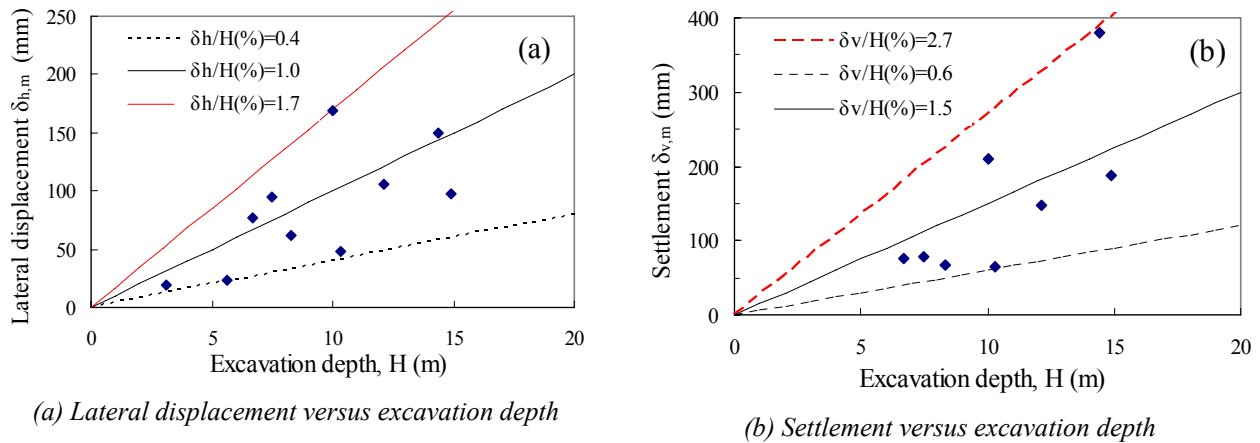 250
200
150
100
50
0
Lateral displacement δh,m (mm)
δh/H(%)=0.4
δh/H(%)=1.0
δh/H(%)=1.7
(a)
0 5 10 15 20
Excavation depth, H (m)
(a) Lateral displacement versus excavation depth
400
300
200
100
0
Settlement δv,m (mm)
δv/H(%)=2.7
δv/H(%)=0.6
δv/H(%)=1.5
(b)
0 5 10 15 20
Excavation depth, H (m)
(b) Settlement versus excavation depth